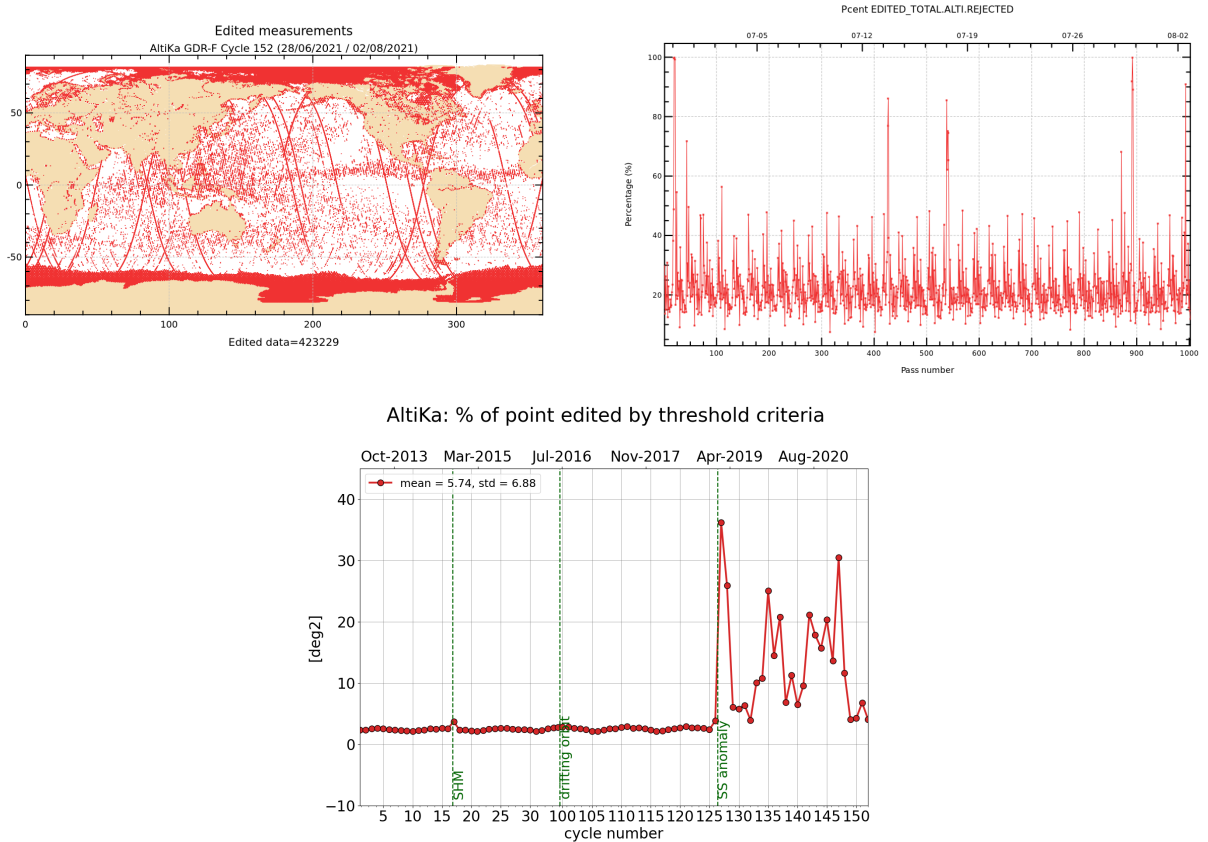 Edited measurements
AltiKa GDR-F Cycle 152 (28/06/2021 / 02/08/2021)
50
0
−50
0 100 200 300
Edited data=423229
Pcent EDITED_TOTAL.ALTI.REJECTED
07-05 07-12 07-19 07-26 08-02
Percentage (%)
100
80
60
40
20
100 200 300 400 500 600 700 800 900 1000
Pass number
AltiKa: % of point edited by threshold criteria
Oct-2013 Mar-2015 Jul-2016 Nov-2017 Apr-2019 Aug-2020
mean = 5.74, std = 6.88
[deg2]
40
30
20
10
0
−10
SHM
drifting orbit
SS anomaly
5 10 15 20 25 30 100 105 110 115 120 125 130 135 140 145 150
cycle number